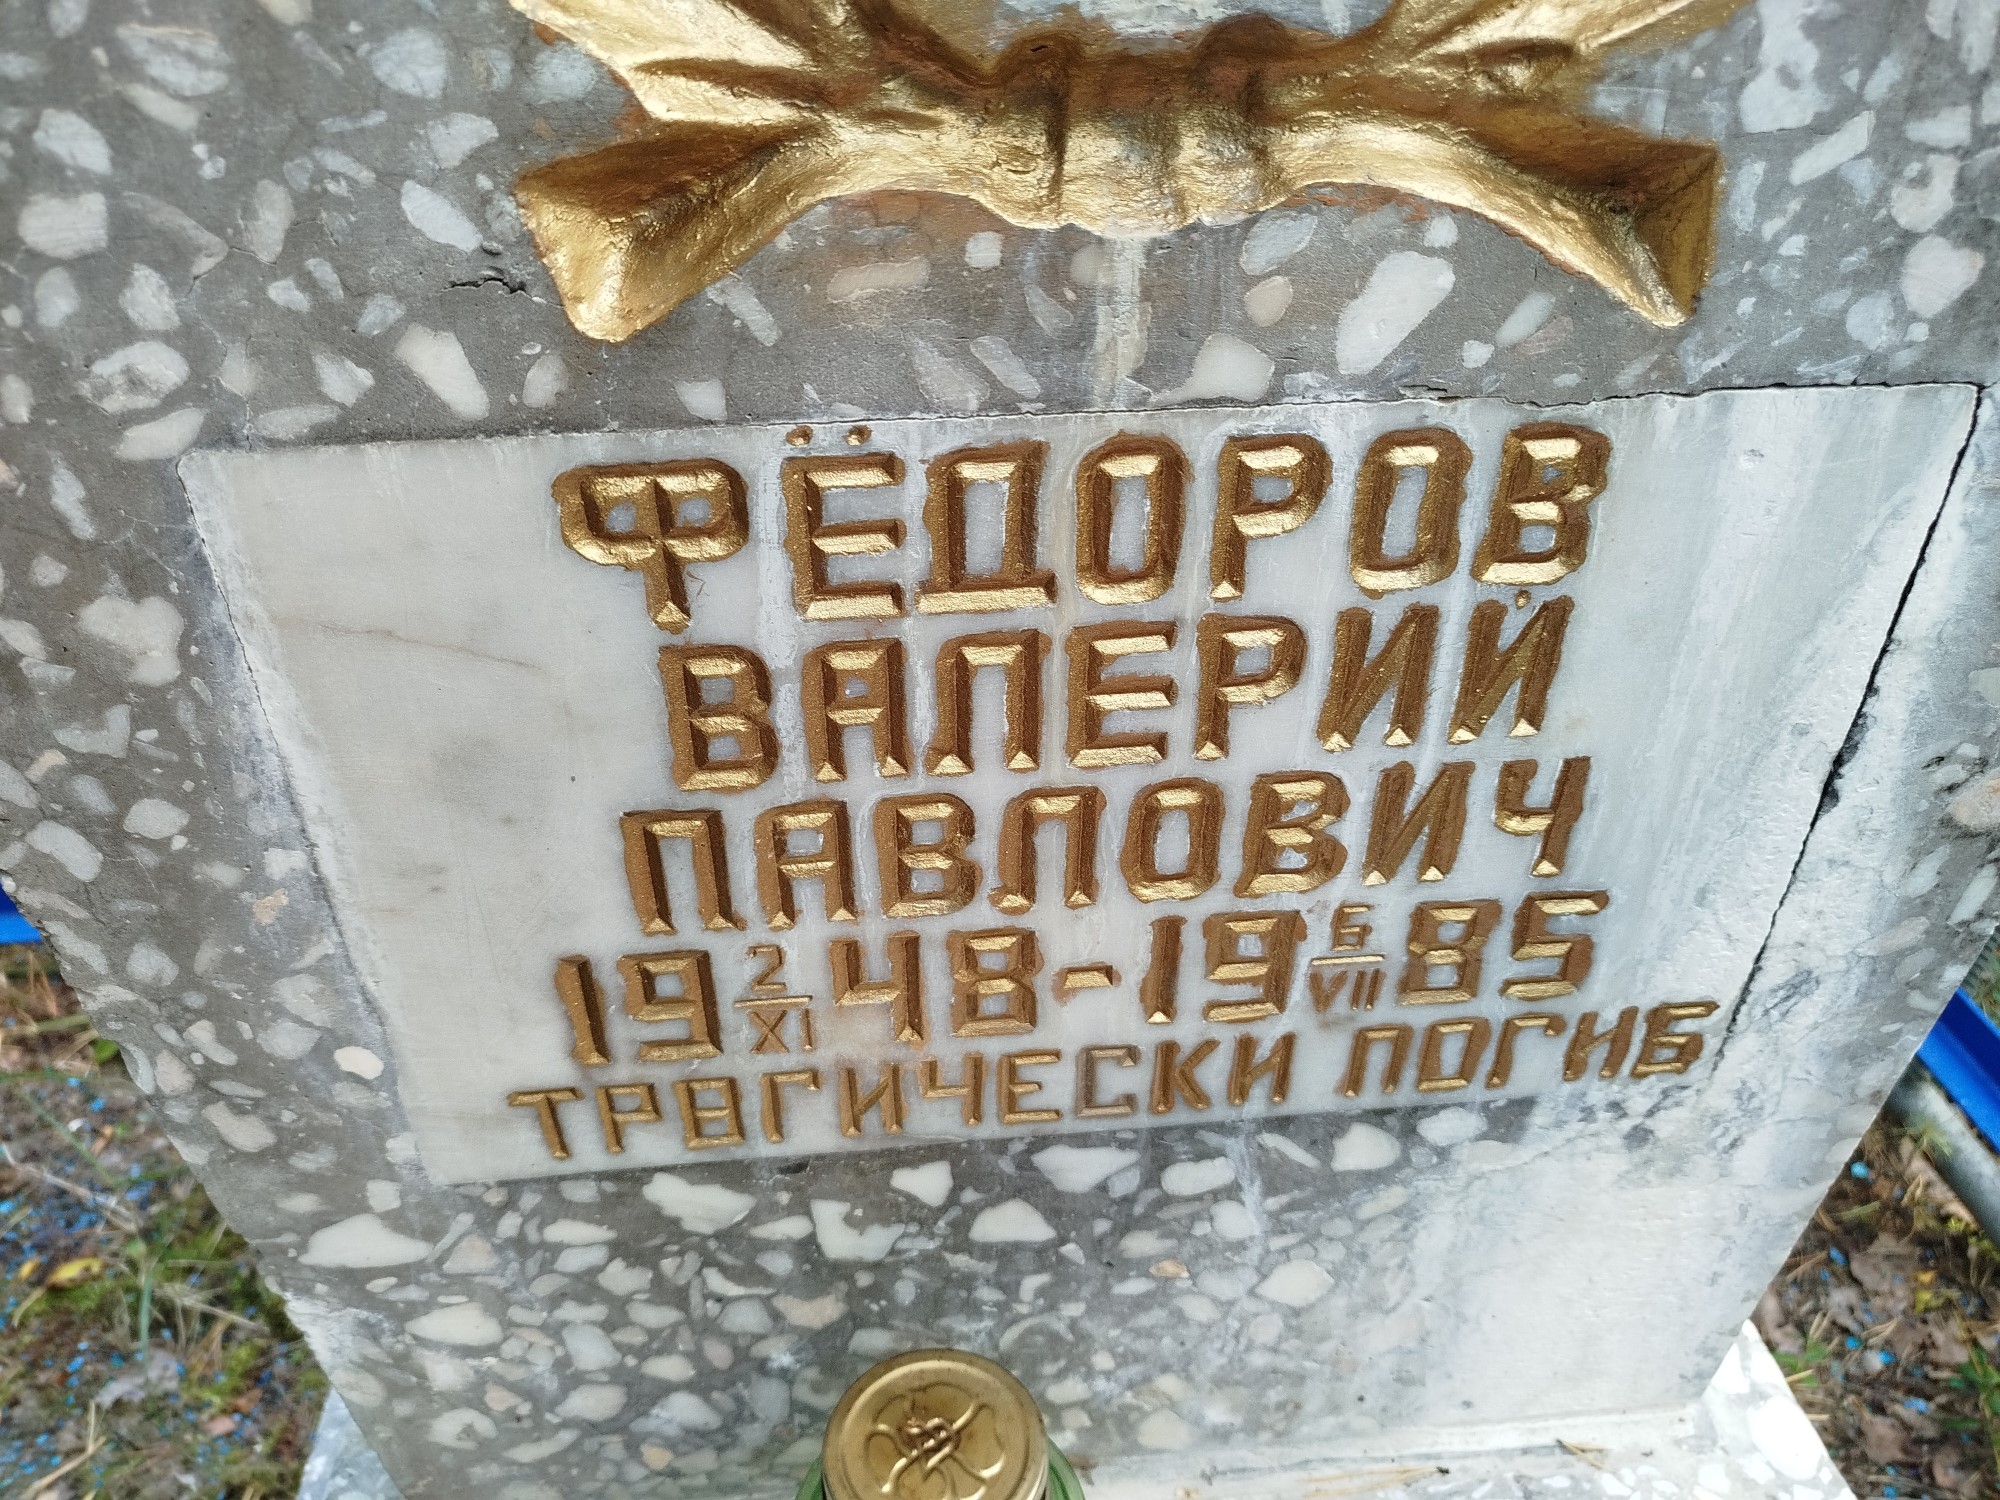 ФЁДОРОВ
ВАЛЕРИЙ
ПАВЛОВИЧ
19 2/XI 48 - 19 6/VII 85
ТРАГИЧЕСКИ ПОГИБ